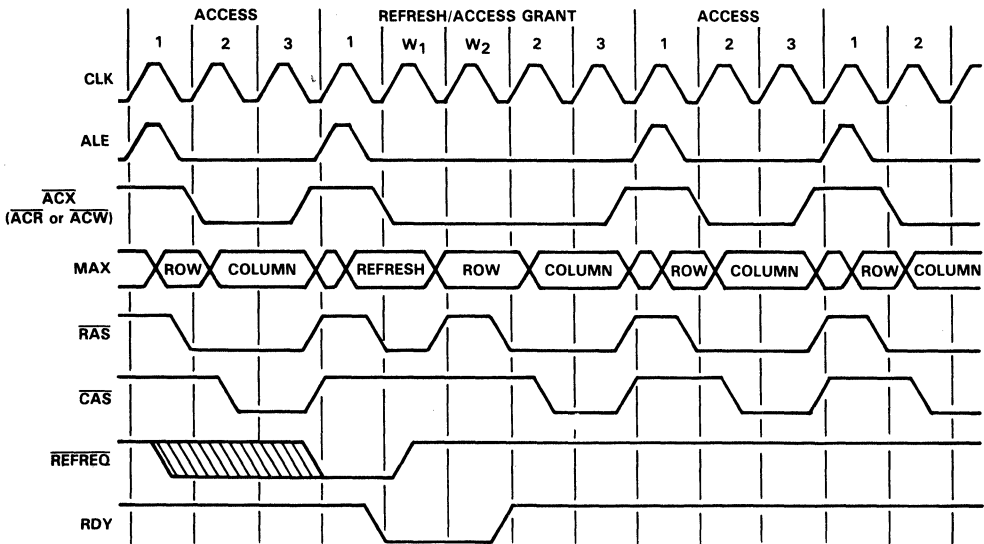 ACCESS REFRESH/ACCESS GRANT ACCESS
1 2 3 1 W1 W2 2 3 1 2 3 1 2
CLK
ALE
ACX
(ACR or ACW)
MAX ROW COLUMN REFRESH ROW COLUMN ROW COLUMN ROW COLUMN
RAS
CAS
REFREQ
RDY